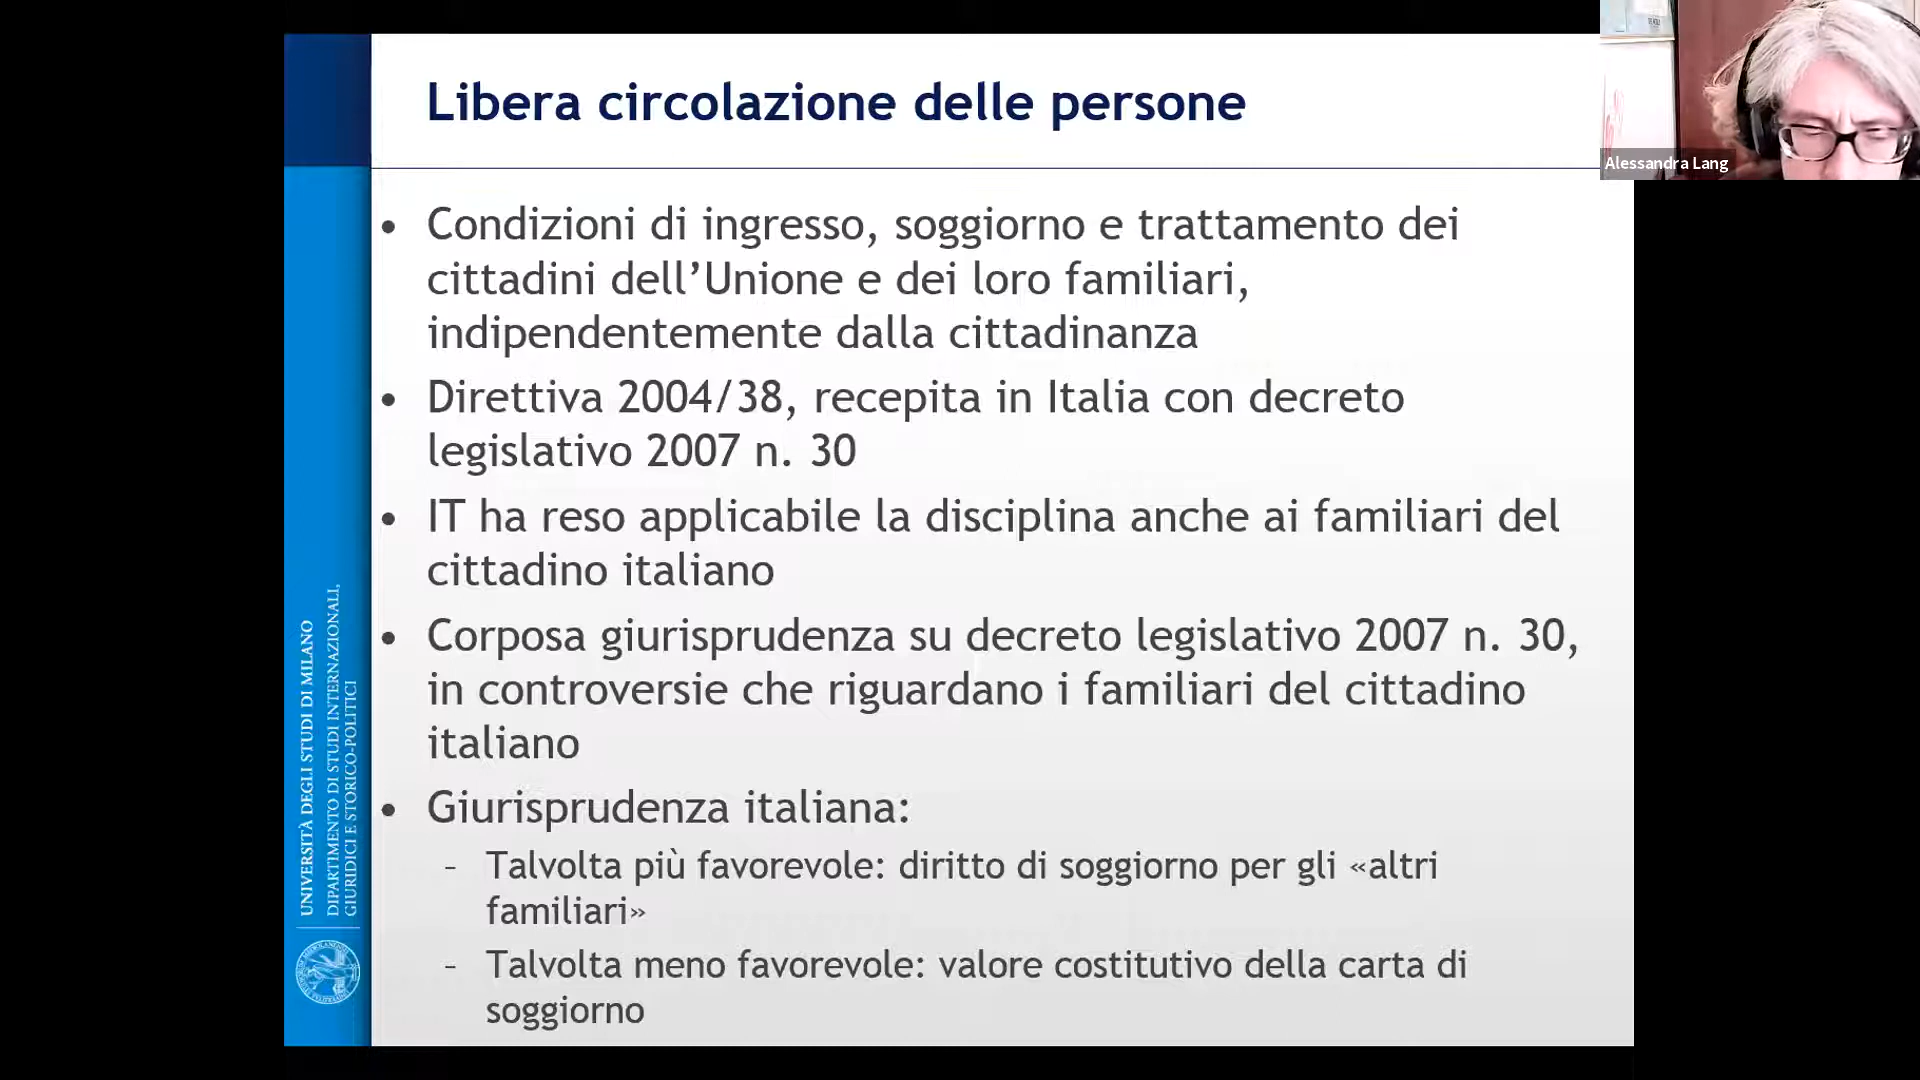 Libera circolazione delle persone
Alessandra Lang
• Condizioni di ingresso, soggiorno e trattamento dei
cittadini dell’Unione e dei loro familiari,
indipendentemente dalla cittadinanza
• Direttiva 2004/38, recepita in Italia con decreto
legislativo 2007 n. 30
• IT ha reso applicabile la disciplina anche ai familiari del
cittadino italiano
• Corposa giurisprudenza su decreto legislativo 2007 n. 30,
in controversie che riguardano i familiari del cittadino
italiano
• Giurisprudenza italiana:
– Talvolta più favorevole: diritto di soggiorno per gli «altri
familiari»
– Talvolta meno favorevole: valore costitutivo della carta di
soggiorno
UNIVERSITÀ DEGLI STUDI DI MILANO
DIPARTIMENTO DI STUDI INTERNAZIONALI,
GIURIDICI E STORICO-POLITICI